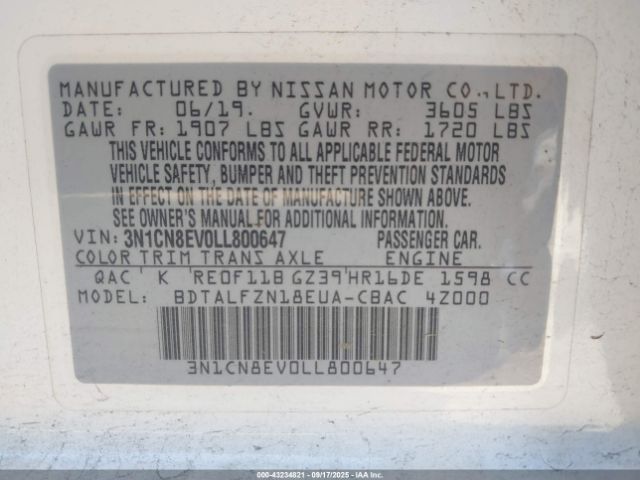 MANUFACTURED BY NISSAN MOTOR CO., LTD.
DATE: 06/19. GVWR: 3605 LBS
GAWR FR: 1907 LBS GAWR RR: 1720 LBS
THIS VEHICLE CONFORMS TO ALL APPLICABLE FEDERAL MOTOR
VEHICLE SAFETY, BUMPER AND THEFT PREVENTION STANDARDS
IN EFFECT ON THE DATE OF MANUFACTURE SHOWN ABOVE.
SEE OWNER'S MANUAL FOR ADDITIONAL INFORMATION.
VIN: 3N1CN8EV0LL800647 PASSENGER CAR.
COLOR TRIM TRANS AXLE ENGINE
QAC K RE0F11B GZ39 HR16DE 1598 CC
MODEL: BDTALFZN18EUA-CBAC 4Z000
3N1CN8EV0LL800647
000-43234821 - 09/17/2025 - IAA Inc. - Copyright